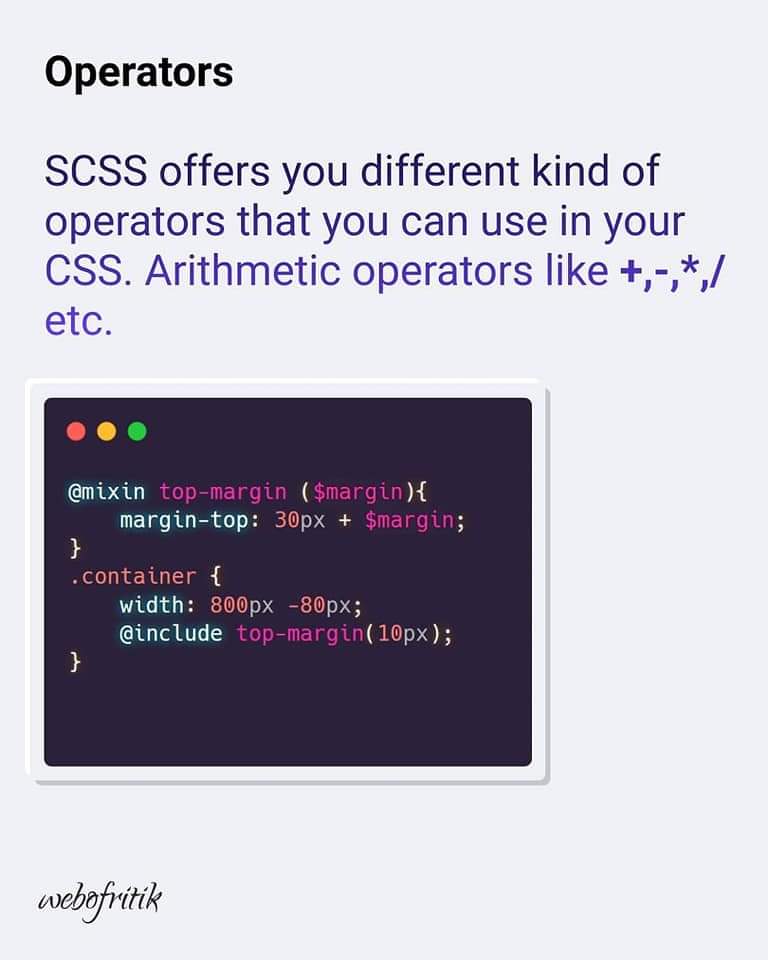 Operators
SCSS offers you different kind of
operators that you can use in your
CSS. Arithmetic operators like +,-,*,/
etc.
@mixin top-margin ($margin){
    margin-top: 30px + $margin;
}
.container {
    width: 800px -80px;
    @include top-margin(10px);
}
webofritik